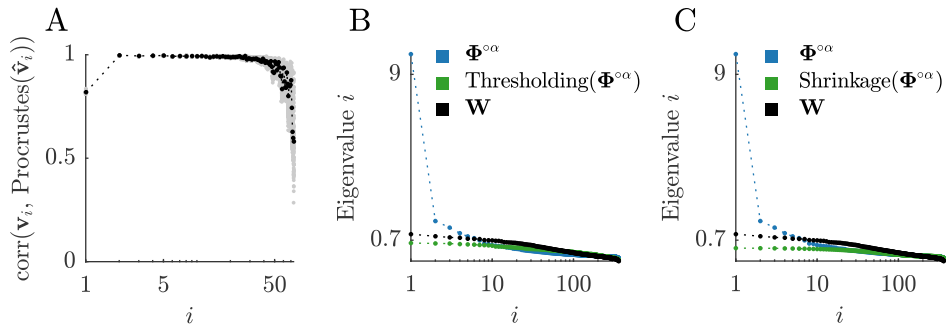 A
corr(v_i, Procrustes(v̂_i))
1
0.5
0
1
5
50
i
B
Eigenvalue i
9
0.7
Φ^∘α
Thresholding(Φ^∘α)
W
1
10
100
i
C
Eigenvalue i
9
0.7
Φ^∘α
Shrinkage(Φ^∘α)
W
1
10
100
i